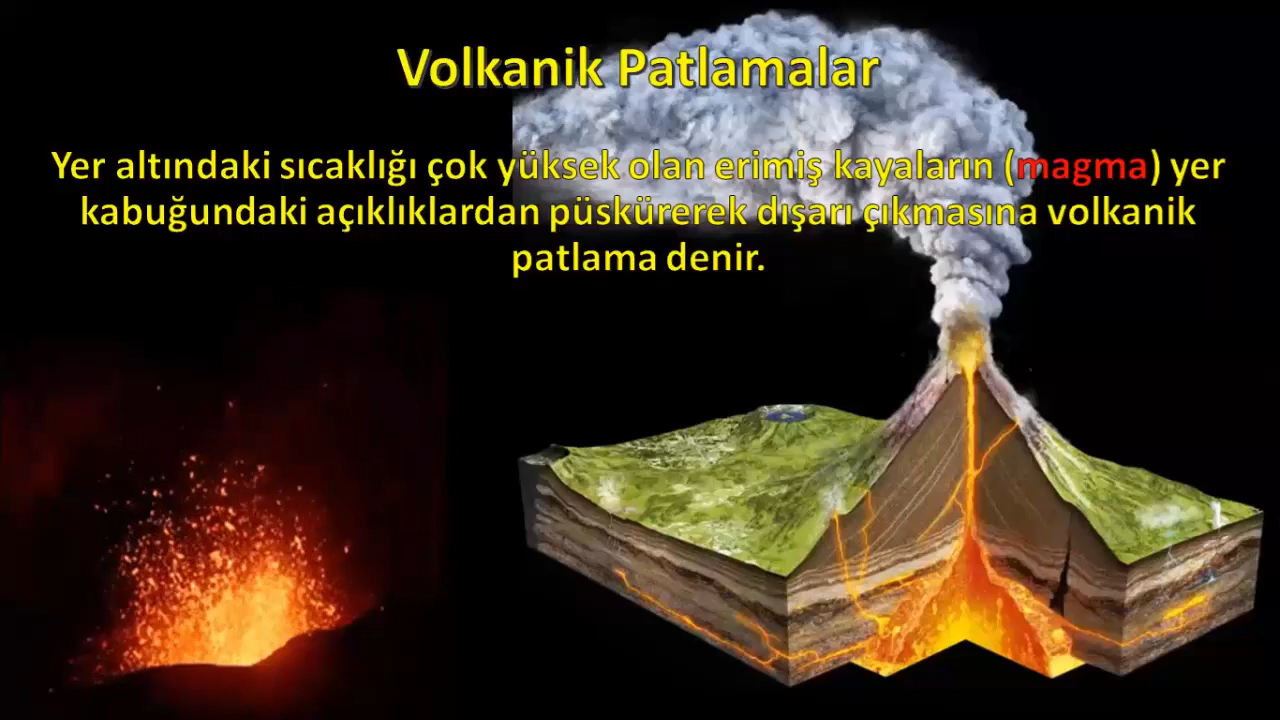 Volkanik Patlamalar
Yer altındaki sıcaklığı çok yüksek olan erimiş kayaların (magma) yer
kabuğundaki açıklıklardan püskürerek dışarı çıkmasına volkanik
patlama denir.